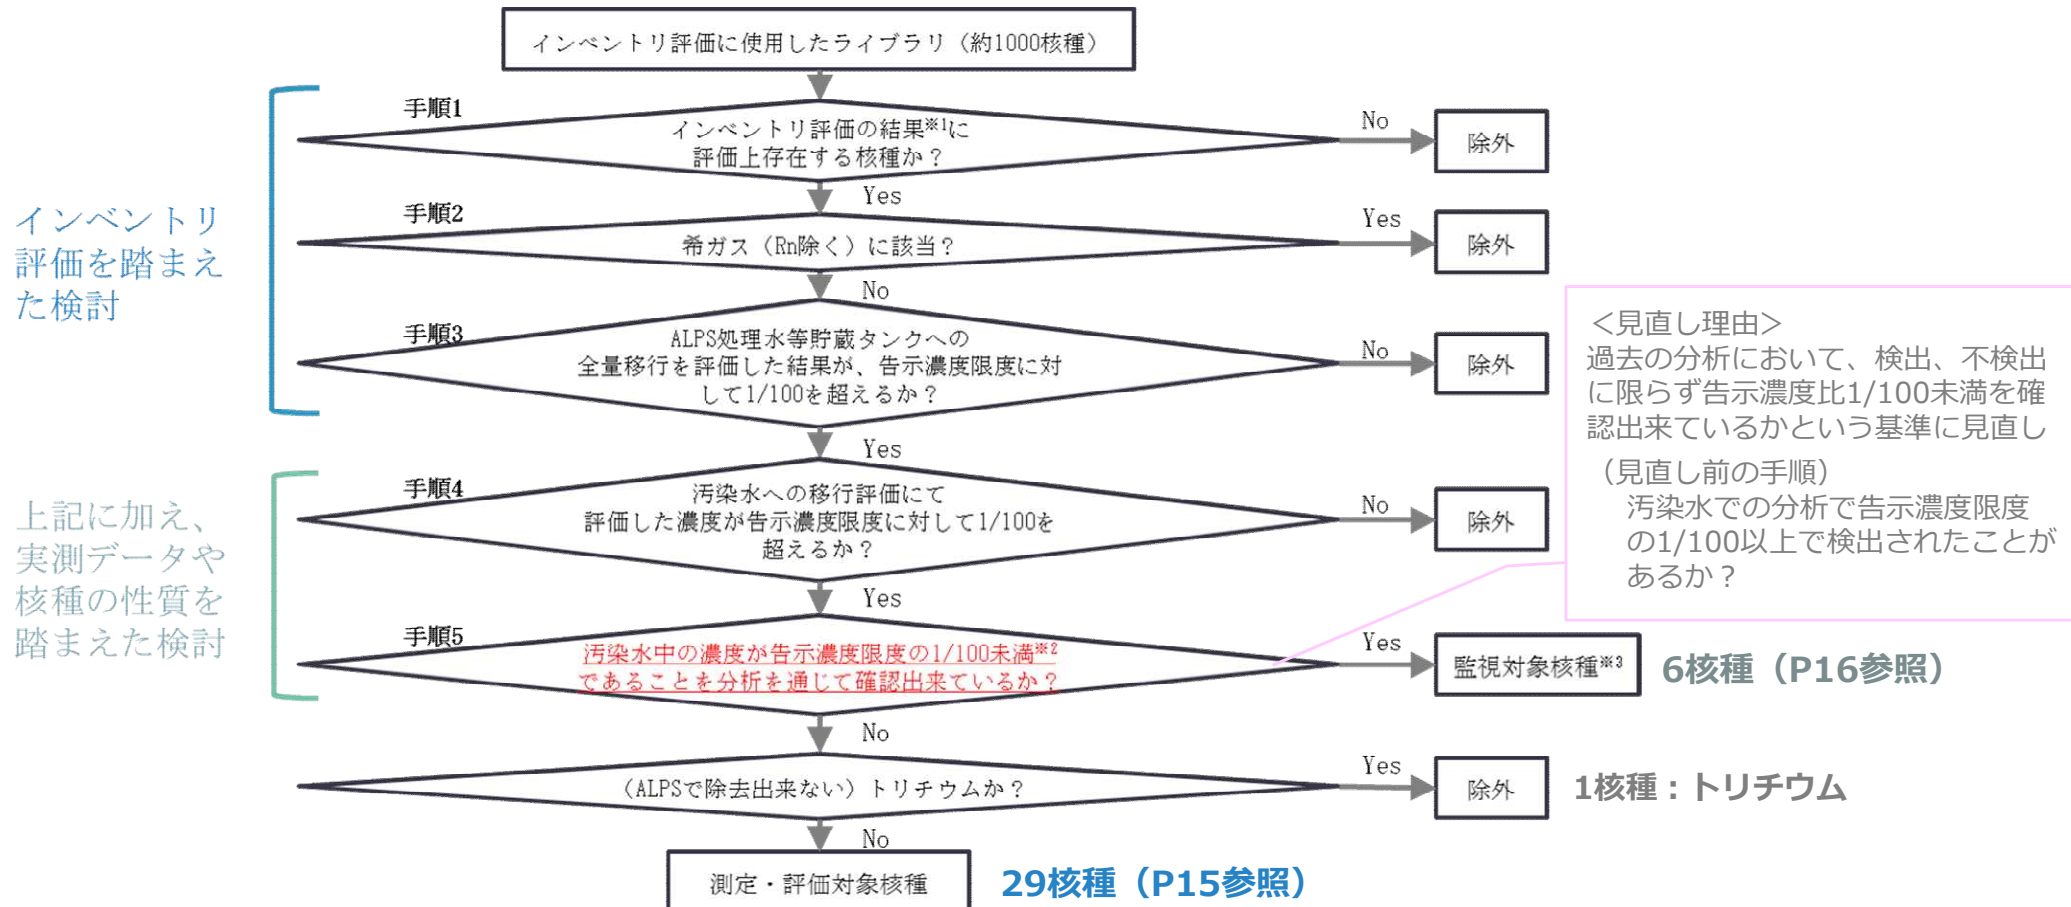 インベントリ評価に使用したライブラリ（約1000核種）
手順1
インベントリ評価の結果※1に
評価上存在する核種か？
No
除外
Yes
手順2
希ガス（Rn除く）に該当？
Yes
除外
No
インベントリ
評価を踏まえ
た検討
手順3
ALPS処理水等貯蔵タンクへの
全量移行を評価した結果が、告示濃度限度に対
して1/100を超えるか？
No
除外
Yes
＜見直し理由＞
過去の分析において、検出、不検出
に限らず告示濃度比1/100未満を確
認出来ているかという基準に見直し
（見直し前の手順）
汚染水での分析で告示濃度限度
の1/100以上で検出されたことが
あるか？
手順4
汚染水への移行評価にて
評価した濃度が告示濃度限度に対して1/100を
超えるか？
No
除外
Yes
上記に加え、
実測データや
核種の性質を
踏まえた検討
手順5
汚染水中の濃度が告示濃度限度の1/100未満※2
であることを分析を通じて確認出来ているか？
Yes
監視対象核種※3
6核種（P16参照）
No
（ALPSで除去出来ない）トリチウムか？
Yes
除外
1核種：トリチウム
No
測定・評価対象核種
29核種（P15参照）